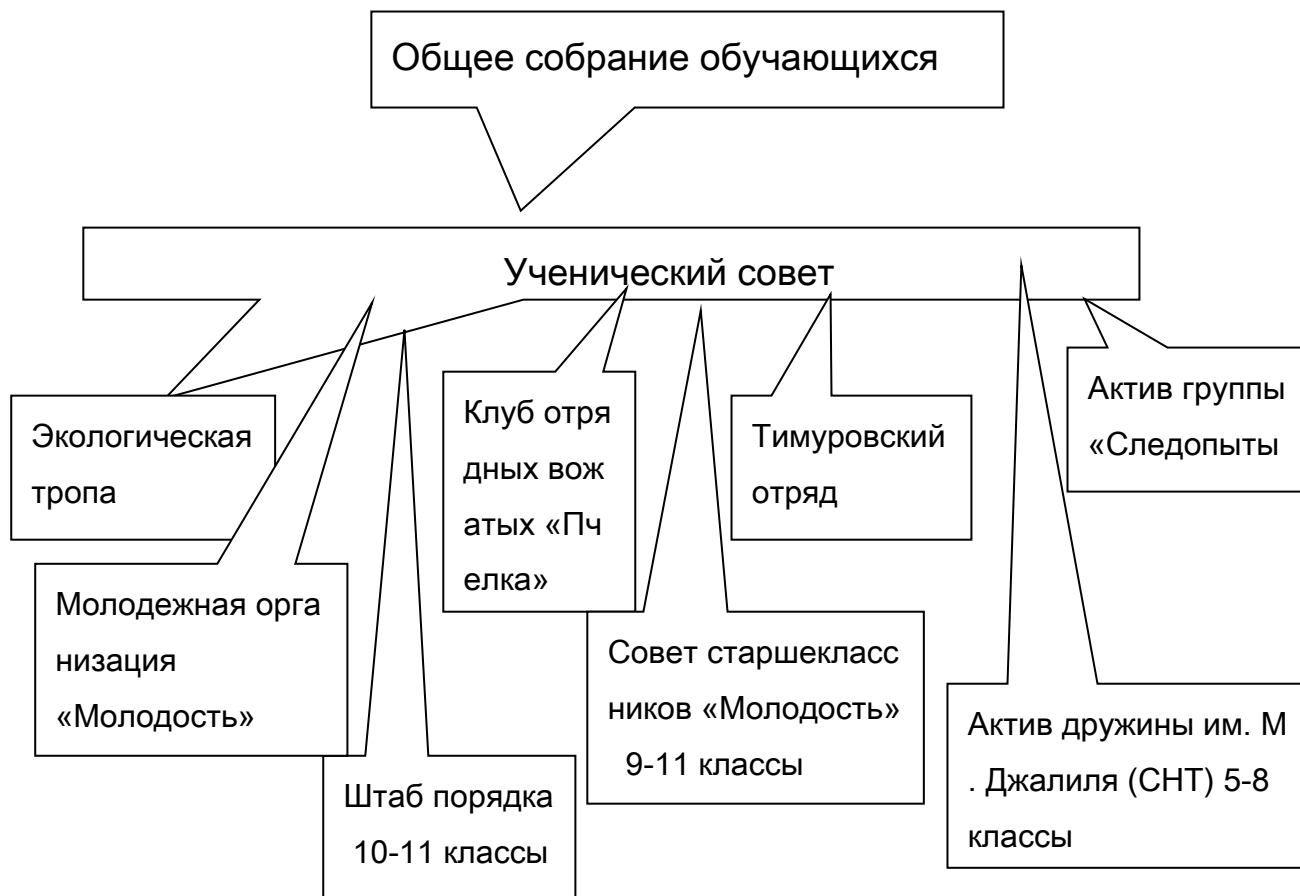 Общее собрание обучающихся
Ученический совет
Экологическая
тропа
Клуб отря
дных вож
атых «Пч
елка»
Тимуровский
отряд
Актив группы
«Следопыты
Молодежная орга
низация
«Молодость»
Штаб порядка
10-11 классы
Совет старшекласс
ников «Молодость»
9-11 классы
Актив дружины им. М
. Джалиля (СНТ) 5-8
классы